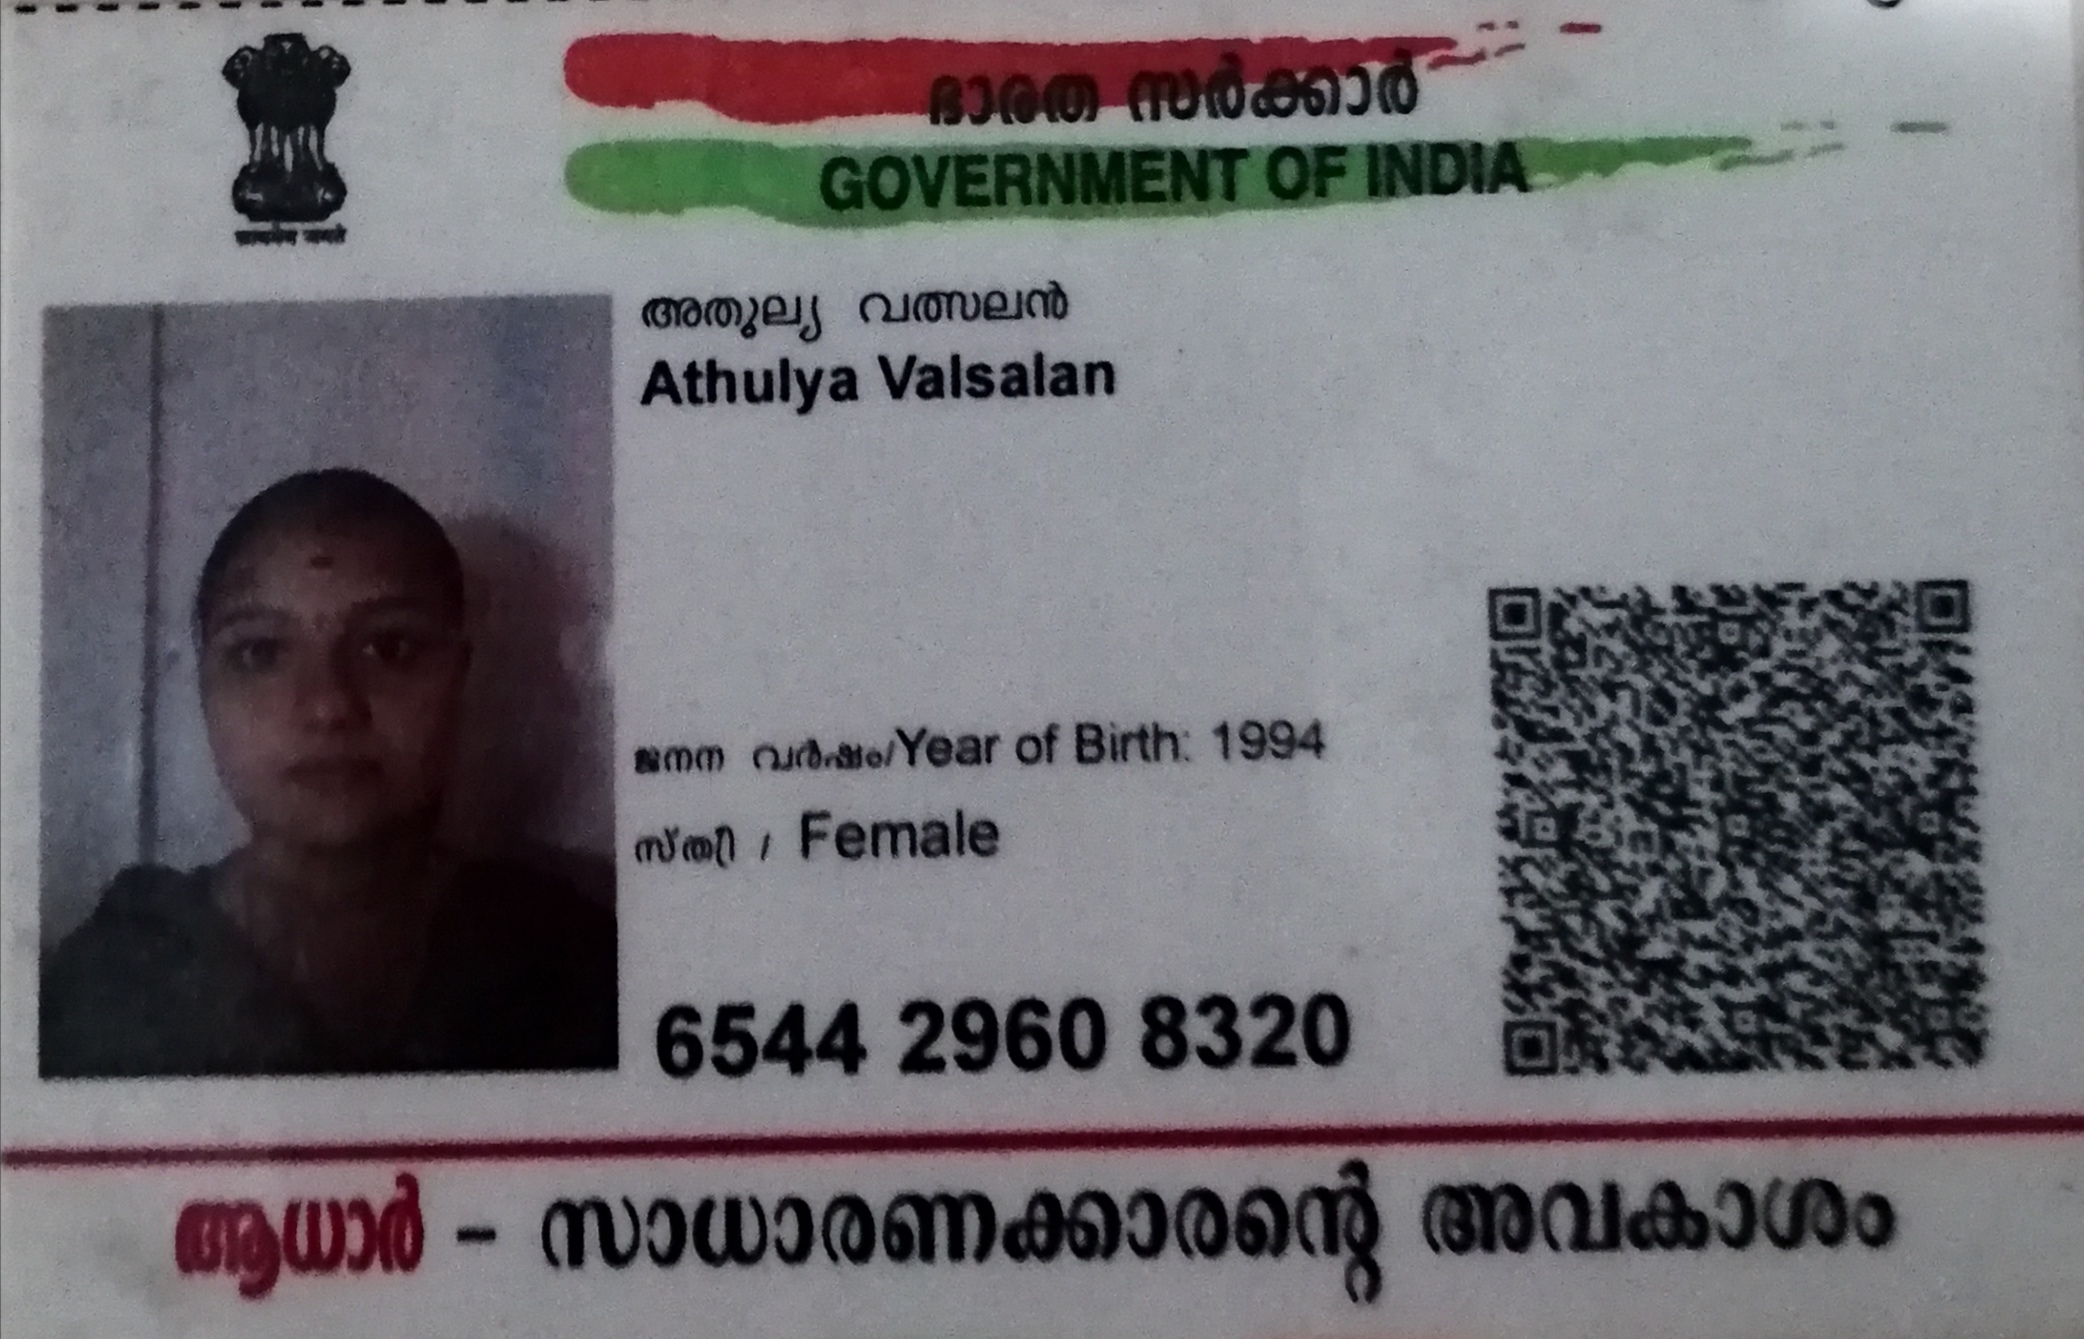 ഭാരത സർക്കാർ
GOVERNMENT OF INDIA
അതുല്യ വത്സലൻ
Athulya Valsalan
ജനന വർഷം/Year of Birth: 1994
സ്ത്രീ / Female
6544 2960 8320
ആധാർ - സാധാരണക്കാരന്റെ അവകാശം